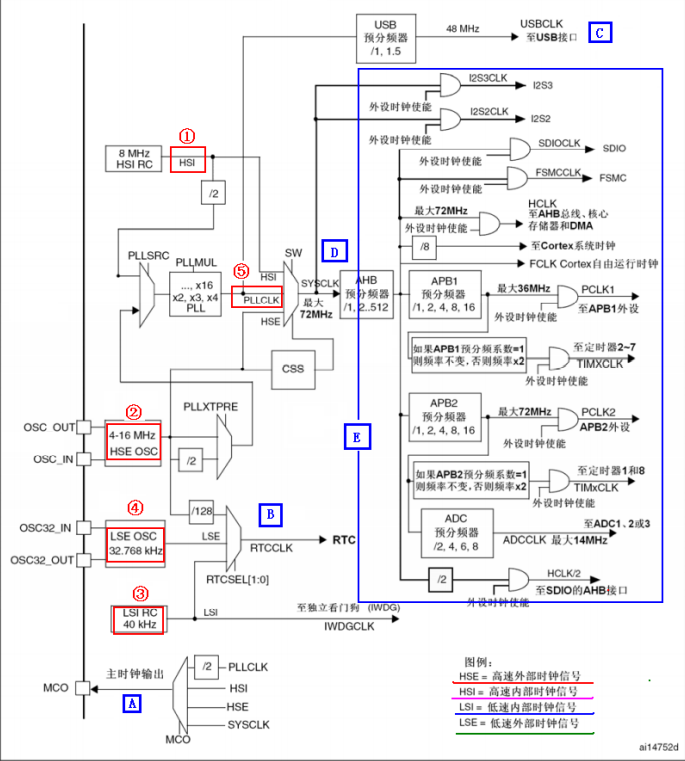 USB
预分频器
/1, 1.5
48 MHz
USBCLK
至USB接口
C
I2S3CLK
I2S3
外设时钟使能
I2S2CLK
I2S2
外设时钟使能
①
8 MHz
HSI RC
HSI
SDIOCLK
SDIO
外设时钟使能
FSMCCLK
FSMC
外设时钟使能
/2
HCLK
至AHB总线、核心
存储器和DMA
最大72MHz
外设时钟使能
/8
至Cortex系统时钟
FCLK Cortex自由运行时钟
PLLSRC
PLLMUL
..., x16
x2, x3, x4
PLL
⑤
PLLCLK
SW
HSI
HSE
D
SYSCLK
最大
72MHz
AHB
预分频器
/1, 2..512
APB1
预分频器
/1, 2, 4, 8, 16
最大36MHz
PCLK1
至APB1外设
外设时钟使能
CSS
如果APB1预分频系数=1
则频率不变，否则频率x2
至定时器2~7
TIMXCLK
外设时钟使能
②
OSC_OUT
OSC_IN
4-16 MHz
HSE OSC
PLLXTPRE
/2
E
APB2
预分频器
/1, 2, 4, 8, 16
最大72MHz
PCLK2
APB2外设
外设时钟使能
如果APB2预分频系数=1
则频率不变，否则频率x2
至定时器1和8
TIMxCLK
外设时钟使能
④
OSC32_IN
OSC32_OUT
LSE OSC
32.768 kHz
/128
LSE
B
RTCCLK
RTC
RTCSEL[1:0]
ADC
预分频器
/2, 4, 6, 8
至ADC1、2或3
ADCCLK 最大14MHz
/2
HCLK/2
至SDIO的AHB接口
外设时钟使能
③
LSI RC
40 kHz
LSI
至独立看门狗 (IWDG)
IWDGCLK
MCO
主时钟输出
A
/2
PLLCLK
HSI
HSE
SYSCLK
MCO
图例：
HSE = 高速外部时钟信号
HSI = 高速内部时钟信号
LSI = 低速内部时钟信号
LSE = 低速外部时钟信号
ai14752d